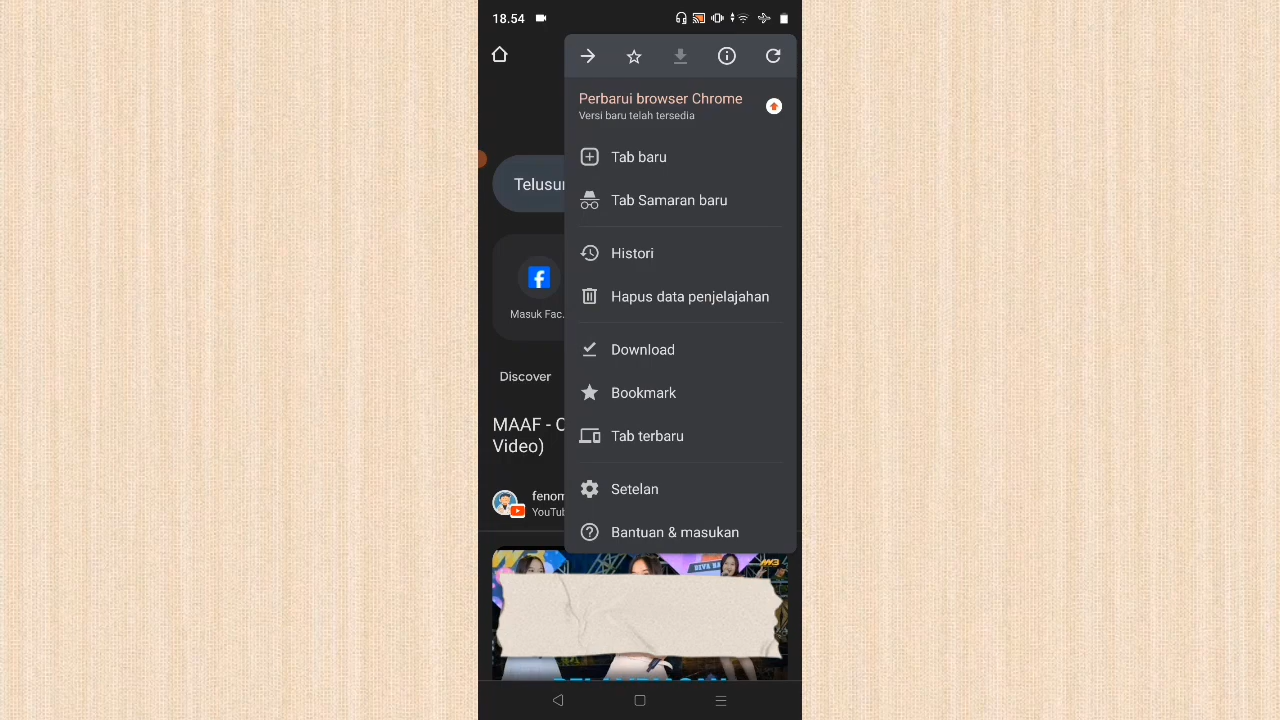 18.54
Perbarui browser Chrome
Versi baru telah tersedia
Tab baru
Telusur
Tab Samaran baru
Histori
Hapus data penjelajahan
Masuk Fac..
Download
Discover
Bookmark
MAAF - C
Tab terbaru
Video)
Setelan
fenom
YouTub
Bantuan & masukan